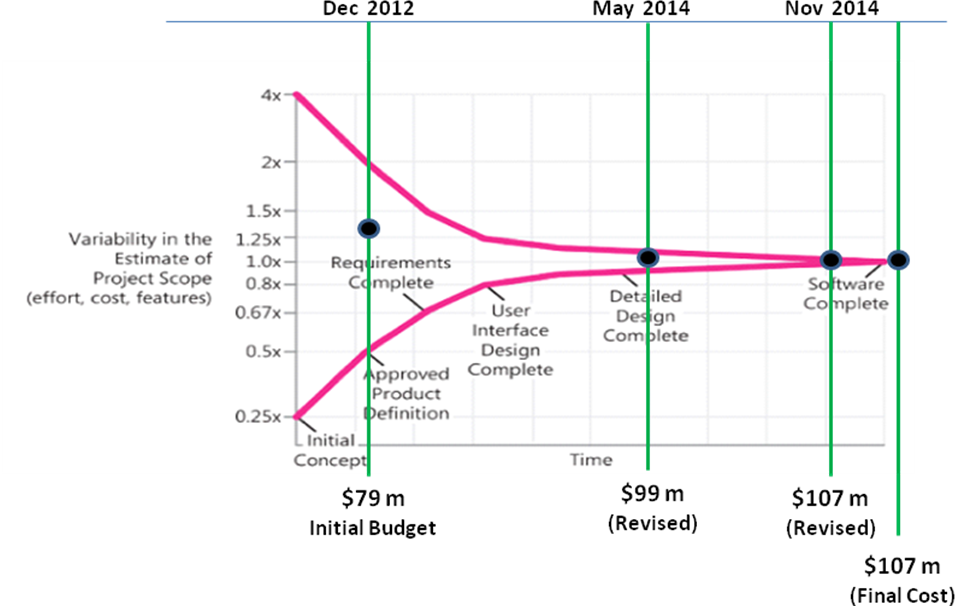 Dec 2012
May 2014
Nov 2014
4x
2x
1.5x
1.25x
1.0x
0.8x
0.67x
0.5x
0.25x
Variability in the
Estimate of
Project Scope
(effort, cost, features)
Requirements
Complete
User
Interface
Design
Complete
Detailed
Design
Complete
Software
Complete
Approved
Product
Definition
Initial
Concept
Time
$79 m
Initial Budget
$99 m
(Revised)
$107 m
(Revised)
$107 m
(Final Cost)